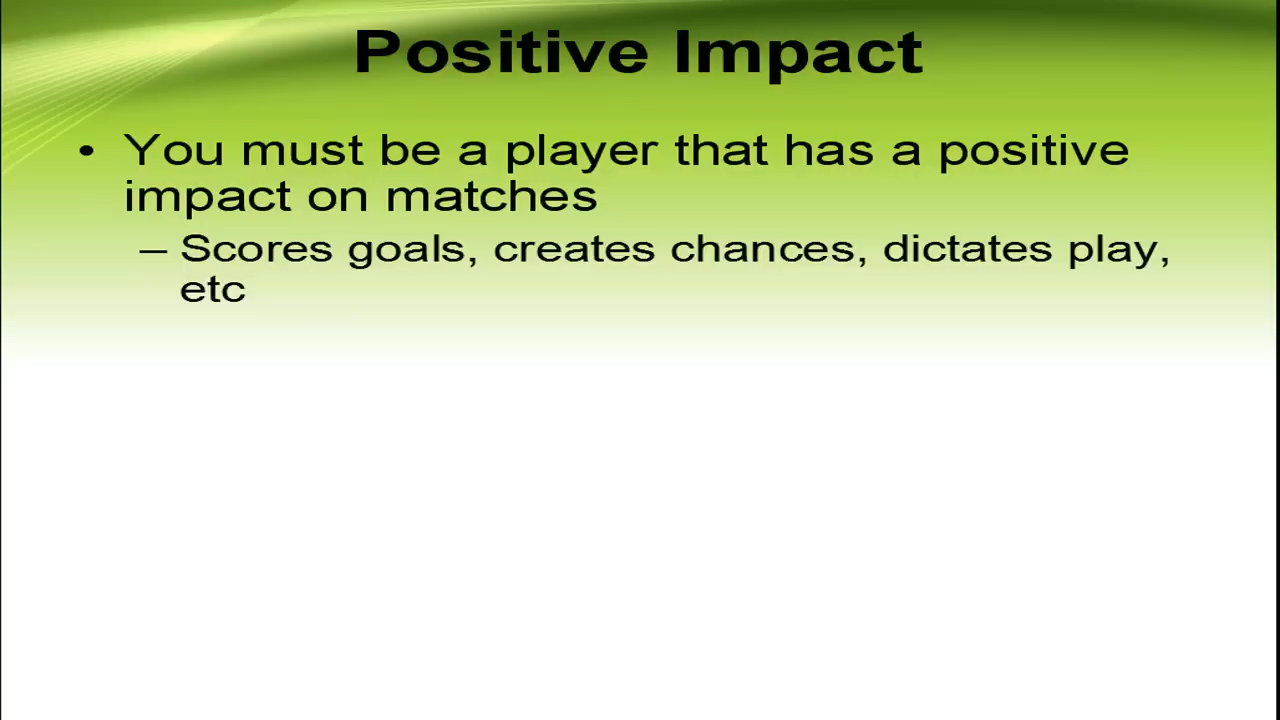 Positive Impact
• You must be a player that has a positive
impact on matches
– Scores goals, creates chances, dictates play,
etc